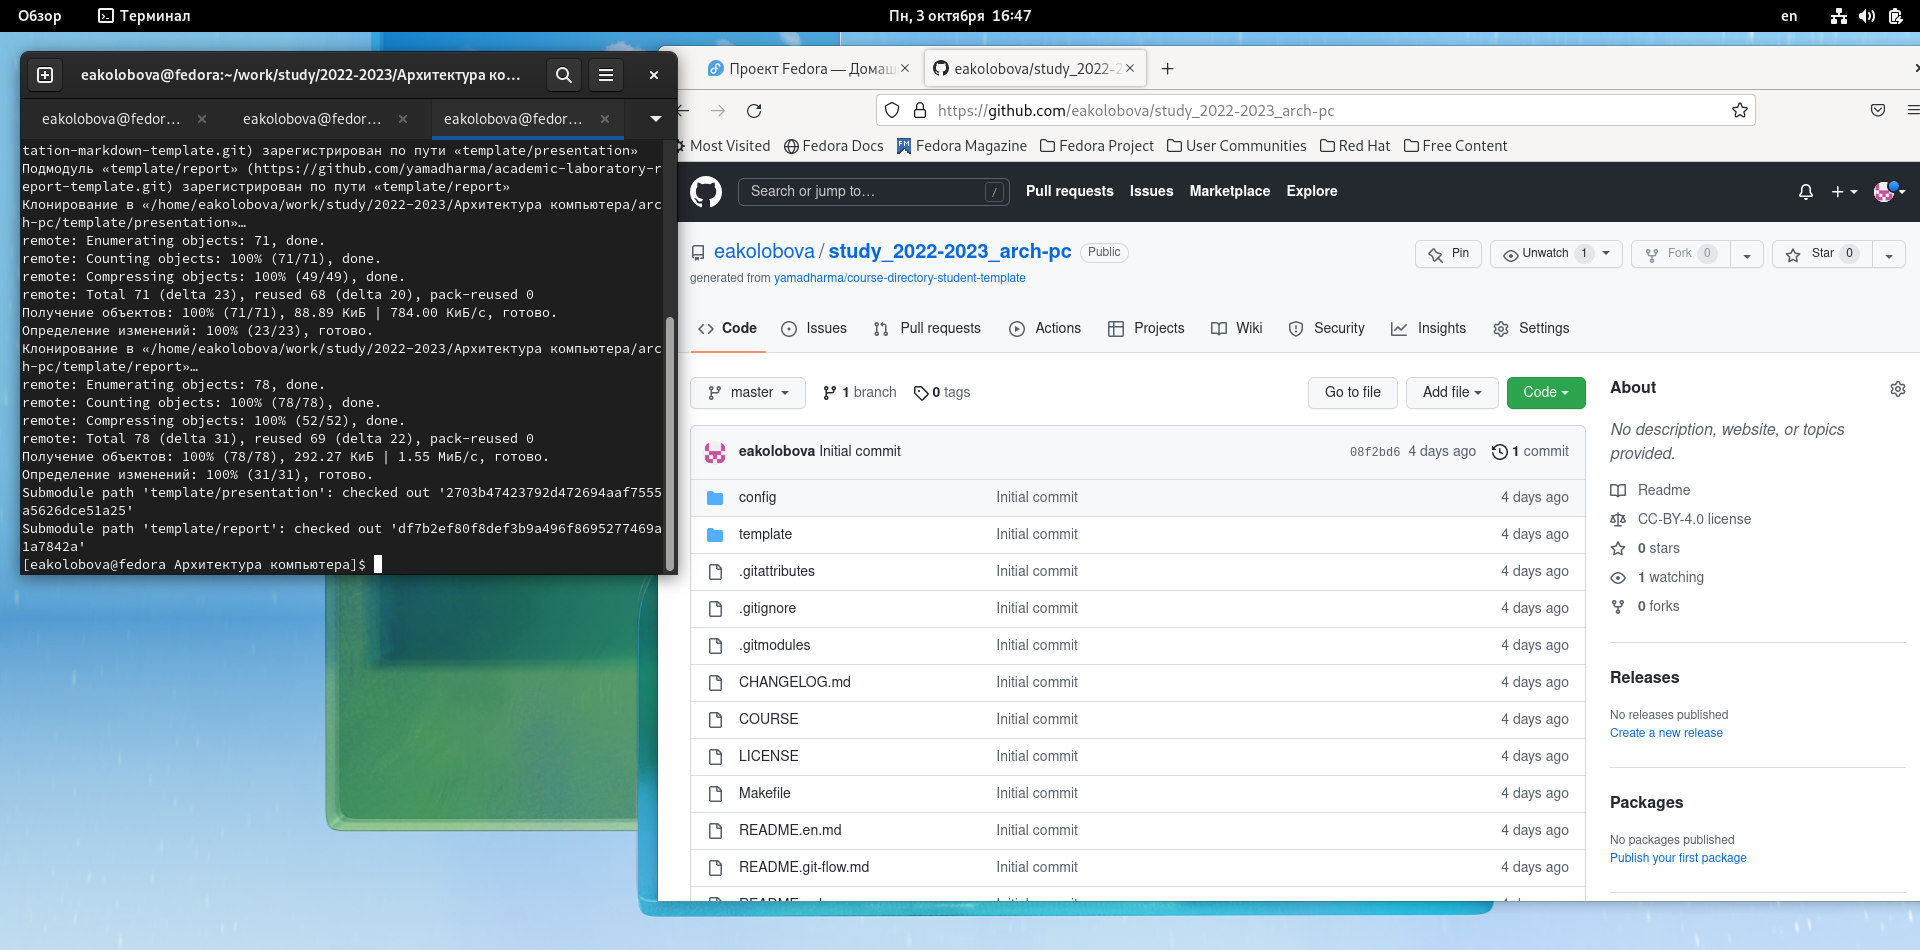 Обзор
Терминал
Пн, 3 октября 16:47
en
eakolobova@fedora:~/work/study/2022-2023/Архитектура ко...
eakolobova@fedor...
eakolobova@fedor...
eakolobova@fedor...
tation-markdown-template.git) зарегистрирован по пути «template/presentation»
Подмодуль «template/report» (https://github.com/yamadharma/academic-laboratory-r
eport-template.git) зарегистрирован по пути «template/report»
Клонирование в «/home/eakolobova/work/study/2022-2023/Архитектура компьютера/arc
h-pc/template/presentation»…
remote: Enumerating objects: 71, done.
remote: Counting objects: 100% (71/71), done.
remote: Compressing objects: 100% (49/49), done.
remote: Total 71 (delta 23), reused 68 (delta 20), pack-reused 0
Получение объектов: 100% (71/71), 88.89 КиБ | 784.00 КиБ/с, готово.
Определение изменений: 100% (23/23), готово.
Клонирование в «/home/eakolobova/work/study/2022-2023/Архитектура компьютера/arc
h-pc/template/report»…
remote: Enumerating objects: 78, done.
remote: Counting objects: 100% (78/78), done.
remote: Compressing objects: 100% (52/52), done.
remote: Total 78 (delta 31), reused 69 (delta 22), pack-reused 0
Получение объектов: 100% (78/78), 292.27 КиБ | 1.55 МиБ/с, готово.
Определение изменений: 100% (31/31), готово.
Submodule path 'template/presentation': checked out '2703b47423792d472694aaf7555
a5626dce51a25'
Submodule path 'template/report': checked out 'df7b2ef80f8def3b9a496f8695277469a
1a7842a'
[eakolobova@fedora Архитектура компьютера]$
Проект Fedora — Домаш
eakolobova/study_2022-2
https://github.com/eakolobova/study_2022-2023_arch-pc
Most Visited
Fedora Docs
Fedora Magazine
Fedora Project
User Communities
Red Hat
Free Content
Search or jump to…
/
Pull requests
Issues
Marketplace
Explore
eakolobova / study_2022-2023_arch-pc
Public
generated from yamadharma/course-directory-student-template
Pin
Unwatch 1
Fork 0
Star 0
Code
Issues
Pull requests
Actions
Projects
Wiki
Security
Insights
Settings
master
1 branch
0 tags
Go to file
Add file
Code
eakolobova Initial commit
08f2bd6 4 days ago
1 commit
config Initial commit 4 days ago
template Initial commit 4 days ago
.gitattributes Initial commit 4 days ago
.gitignore Initial commit 4 days ago
.gitmodules Initial commit 4 days ago
CHANGELOG.md Initial commit 4 days ago
COURSE Initial commit 4 days ago
LICENSE Initial commit 4 days ago
Makefile Initial commit 4 days ago
README.en.md Initial commit 4 days ago
README.git-flow.md Initial commit 4 days ago
About
No description, website, or topics
provided.
Readme
CC-BY-4.0 license
0 stars
1 watching
0 forks
Releases
No releases published
Create a new release
Packages
No packages published
Publish your first package